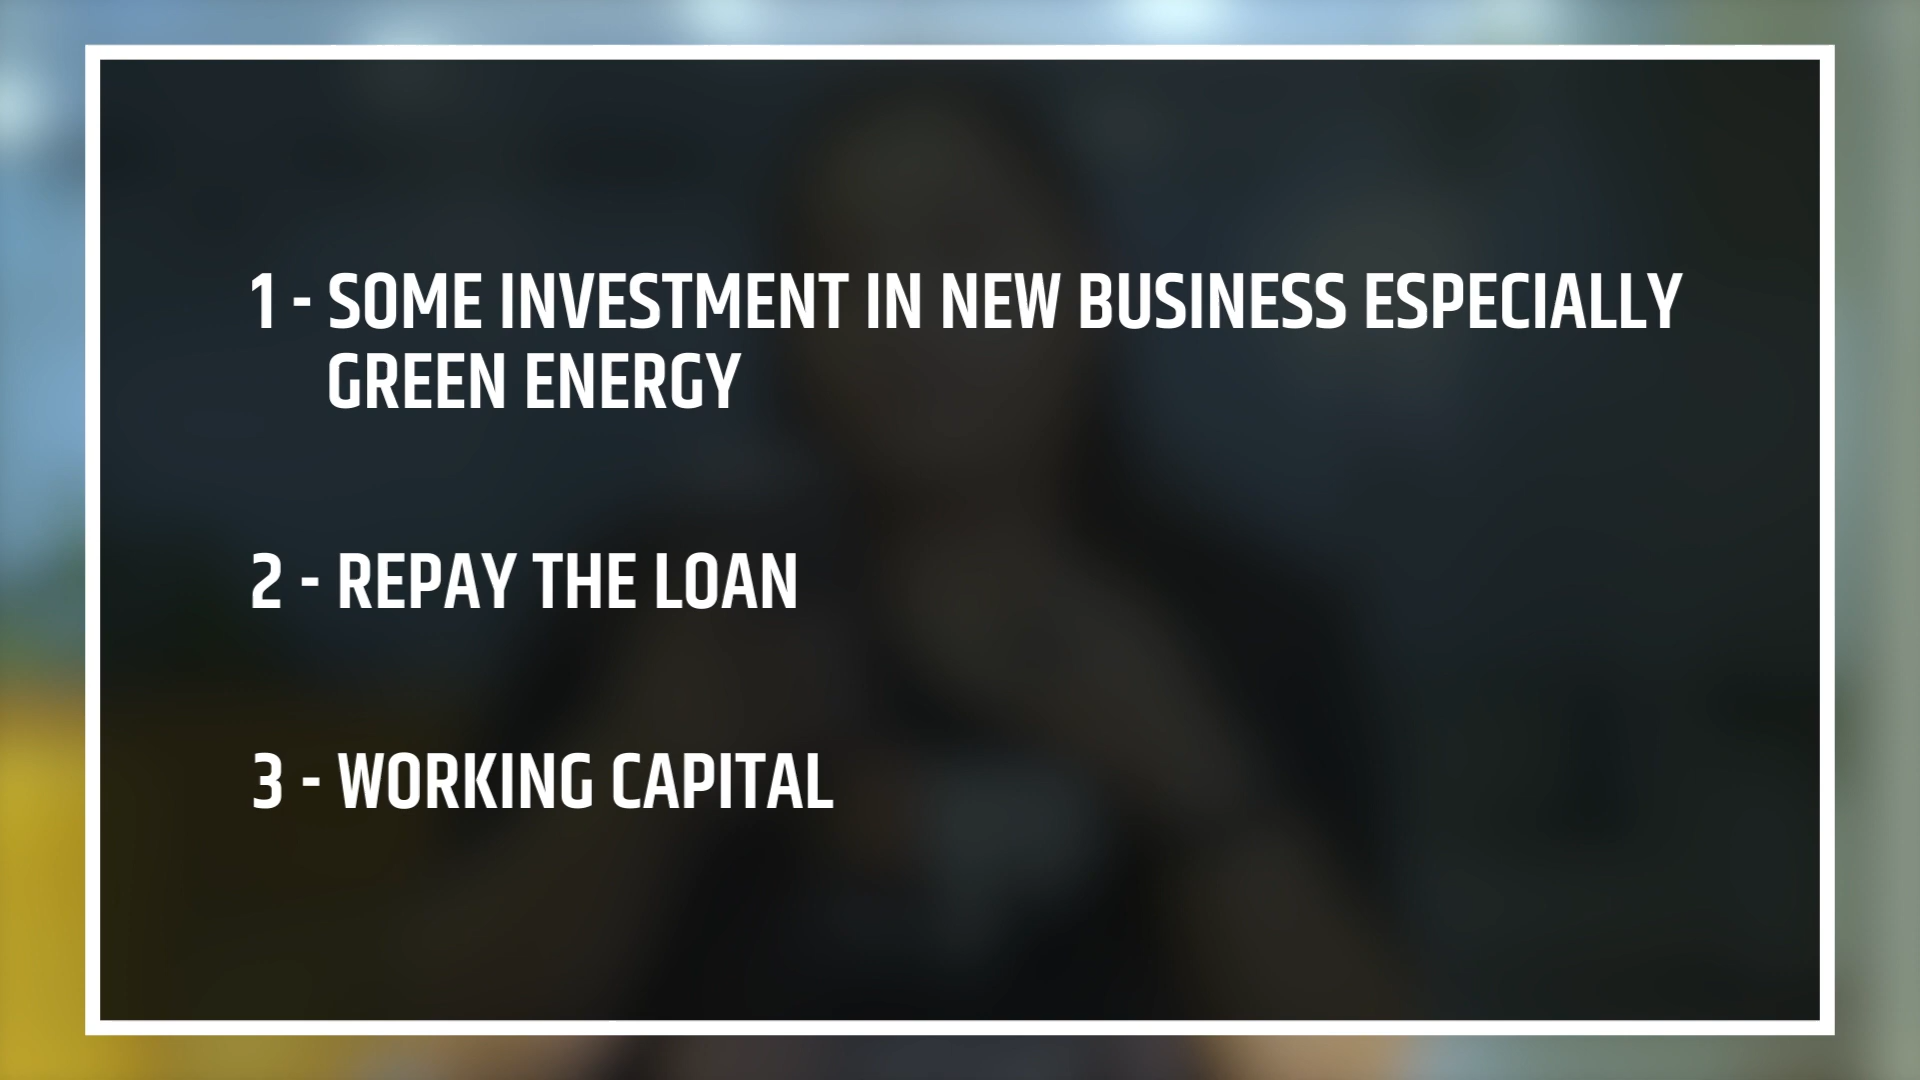 1 - SOME INVESTMENT IN NEW BUSINESS ESPECIALLY
GREEN ENERGY
2 - REPAY THE LOAN
3 - WORKING CAPITAL